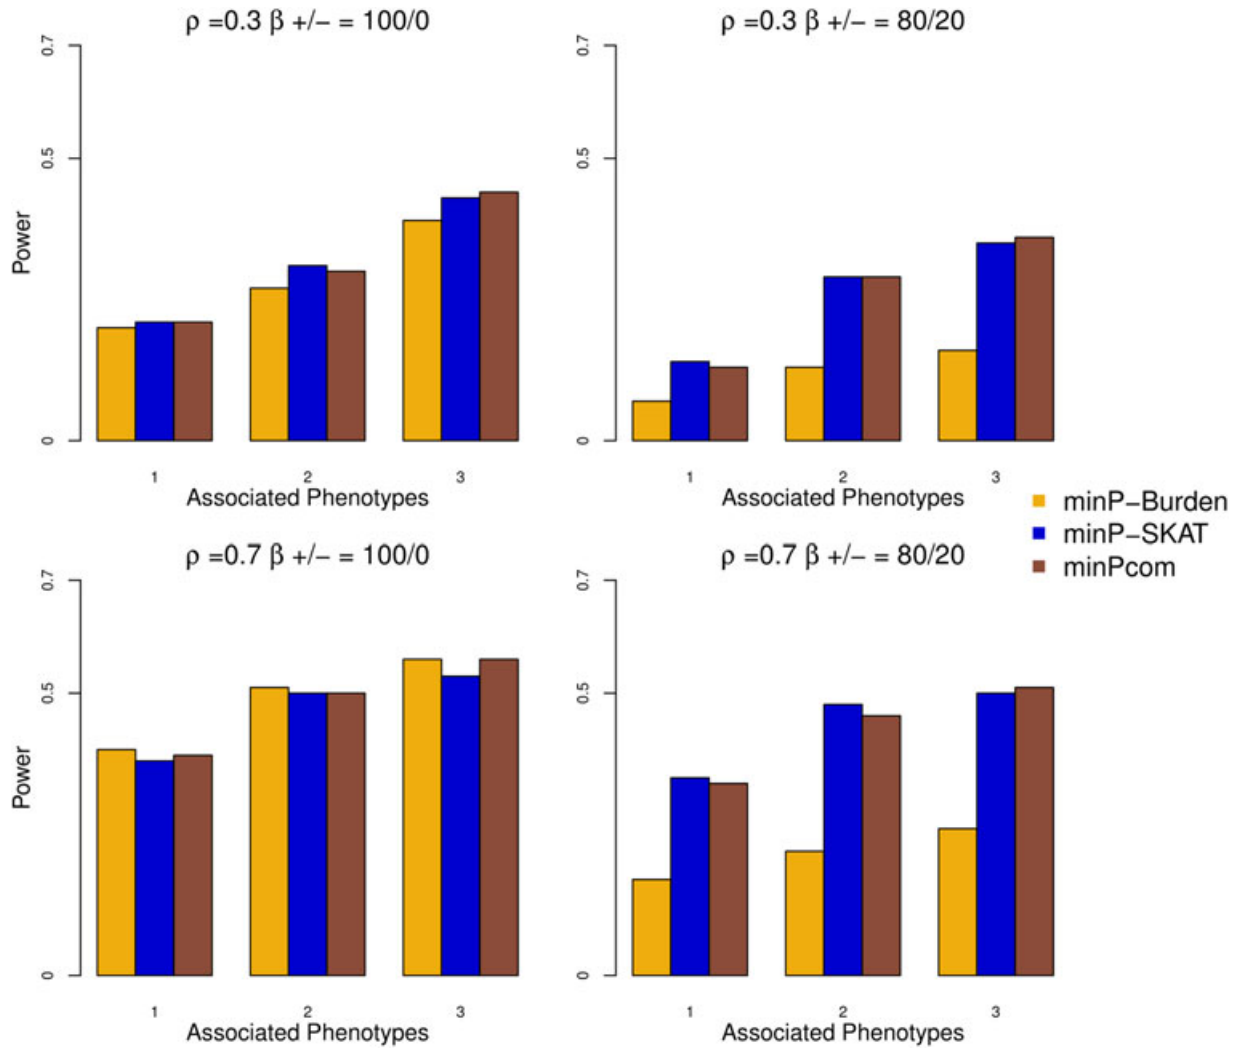 ρ =0.3 β +/− = 100/0
0.7
0.5
0
Power
1 2 3
Associated Phenotypes
ρ =0.3 β +/− = 80/20
0.7
0.5
0
1 2 3
Associated Phenotypes
minP−Burden
minP−SKAT
minPcom
ρ =0.7 β +/− = 100/0
0.7
0.5
0
Power
1 2 3
Associated Phenotypes
ρ =0.7 β +/− = 80/20
0.7
0.5
0
1 2 3
Associated Phenotypes